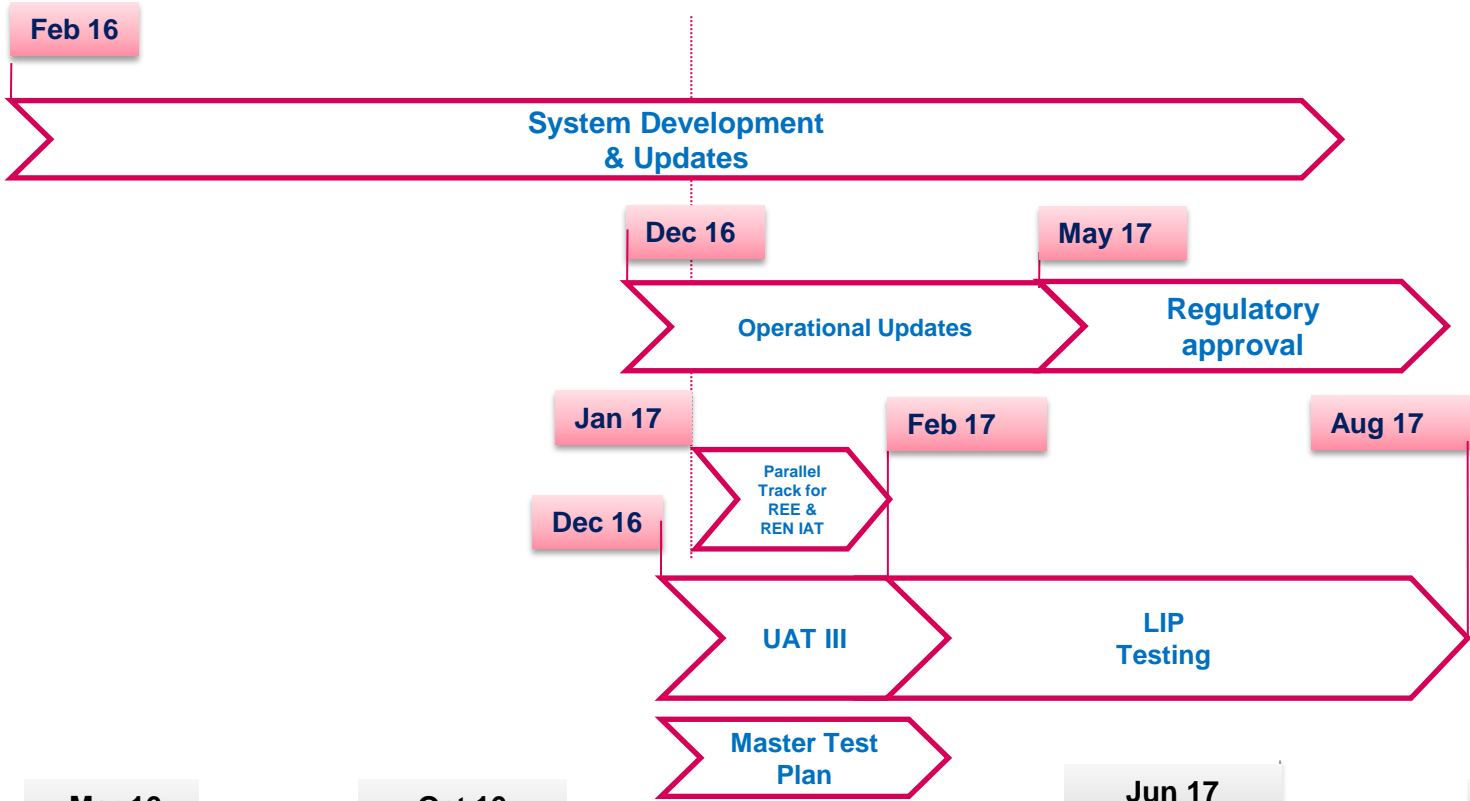 Feb 16
System Development
& Updates
Dec 16
May 17
Operational Updates
Regulatory
approval
Jan 17
Feb 17
Aug 17
Parallel
Track for
REE &
REN IAT
Dec 16
UAT III
LIP
Testing
Master Test
Plan
Jun 17